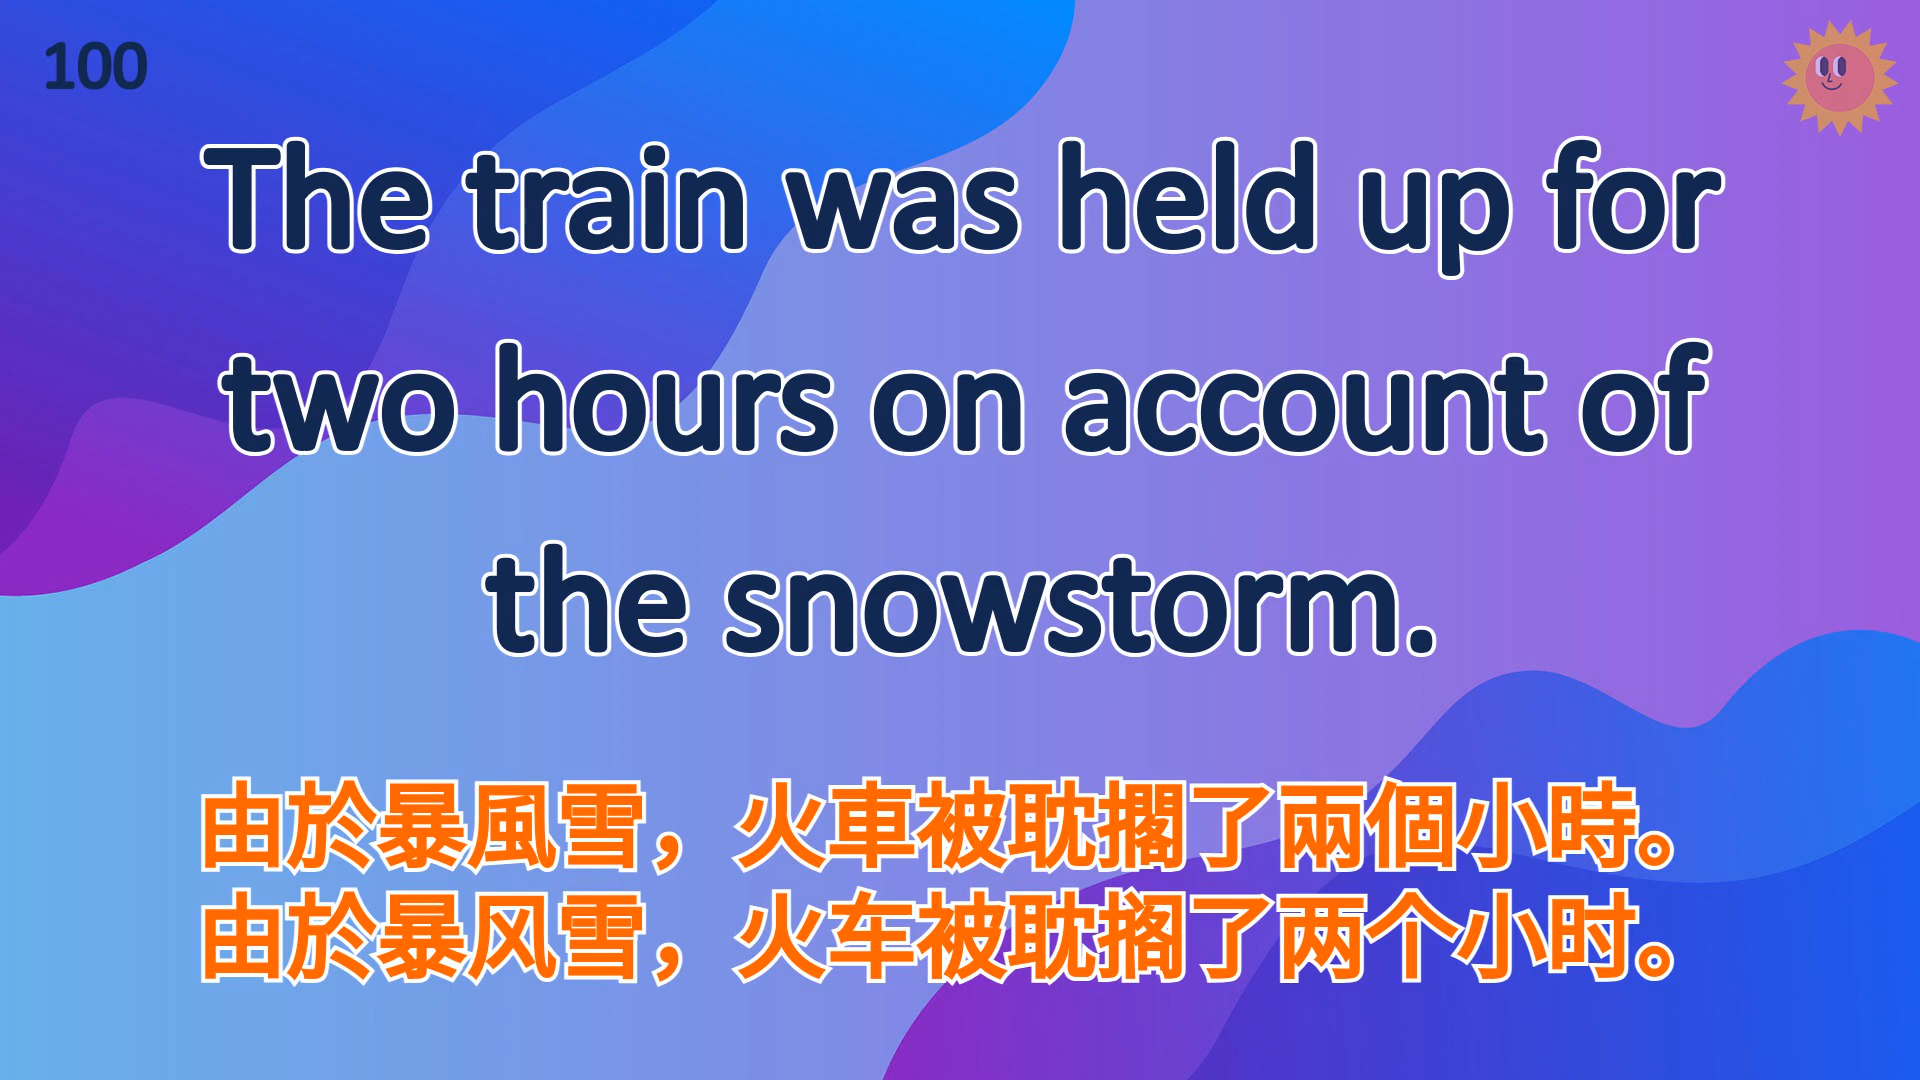 100
The train was held up for
two hours on account of
the snowstorm.
由於暴風雪，火車被耽擱了兩個小時。
由於暴风雪，火车被耽搁了两个小时。